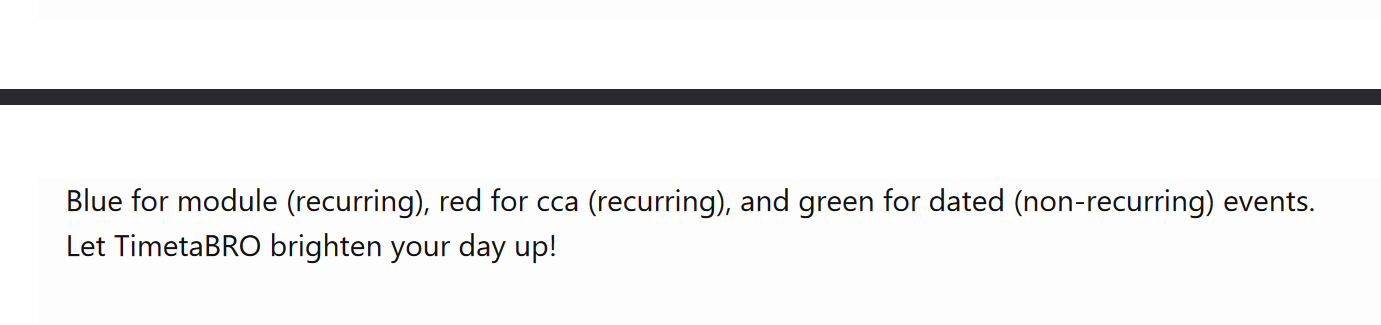 Blue for module (recurring), red for cca (recurring), and green for dated (non-recurring) events.
Let TimetaBRO brighten your day up!